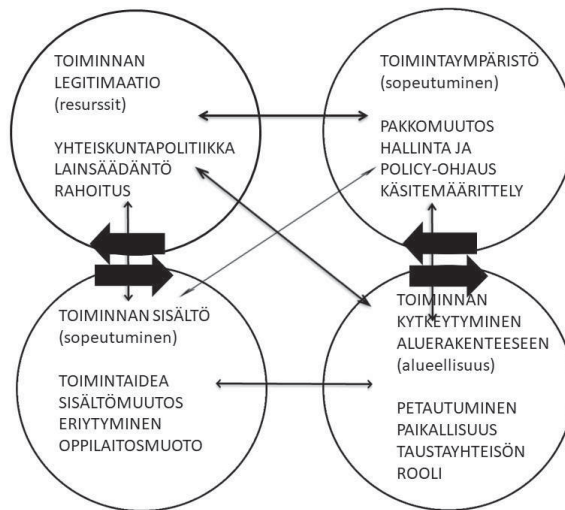 TOIMINNAN
LEGITIMAATIO
(resurssit)
YHTEISKUNTAPOLITIIKKA
LAINSÄÄDÄNTÖ
RAHOITUS
TOIMINTAYMPÄRISTÖ
(sopeutuminen)
PAKKOMUUTOS
HALLINTA JA
POLICY-OHJAUS
KÄSITEMÄÄRITTELY
TOIMINNAN SISÄLTÖ
(sopeutuminen)
TOIMINTAIDEA
SISÄLTÖMUUTOS
ERIYTYMINEN
OPPILAITOSMUOTO
TOIMINNAN
KYTKEYTYMINEN
ALUERAKENTEESEEN
(alueellisuus)
PETAUTUMINEN
PAIKALLISUUS
TAUSTAYHTEISÖN
ROOLI